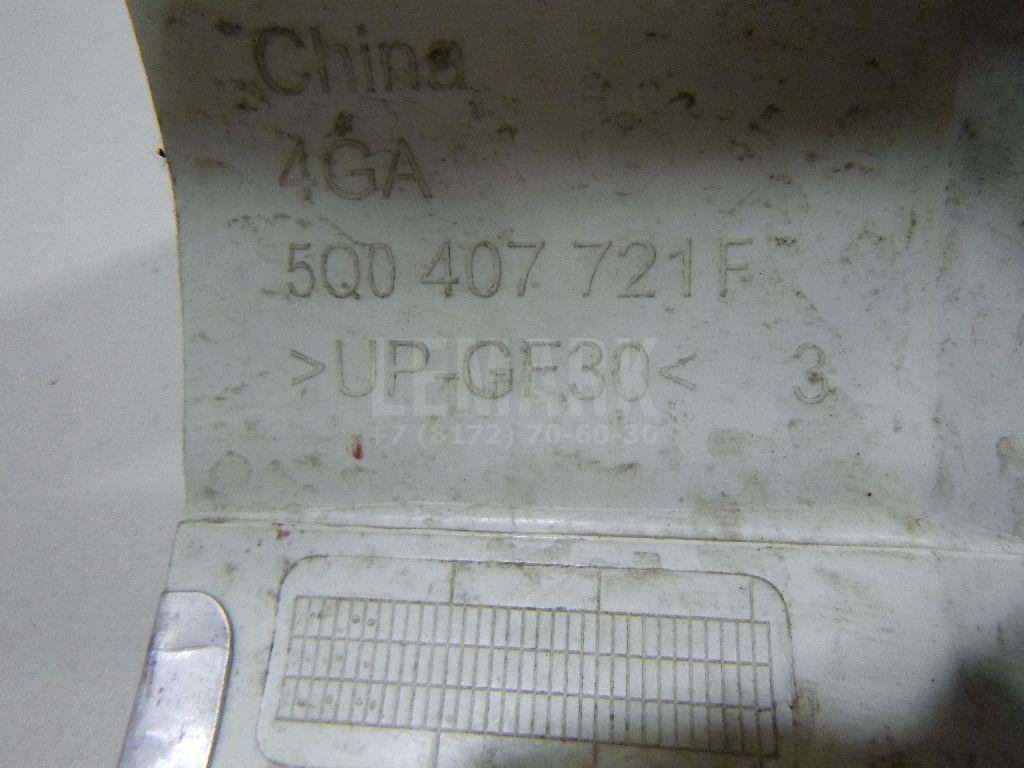 China
4GA
5Q0 407 721 F
>UP-GF30< 3
LEMARK
+7 (8172) 70-60-30